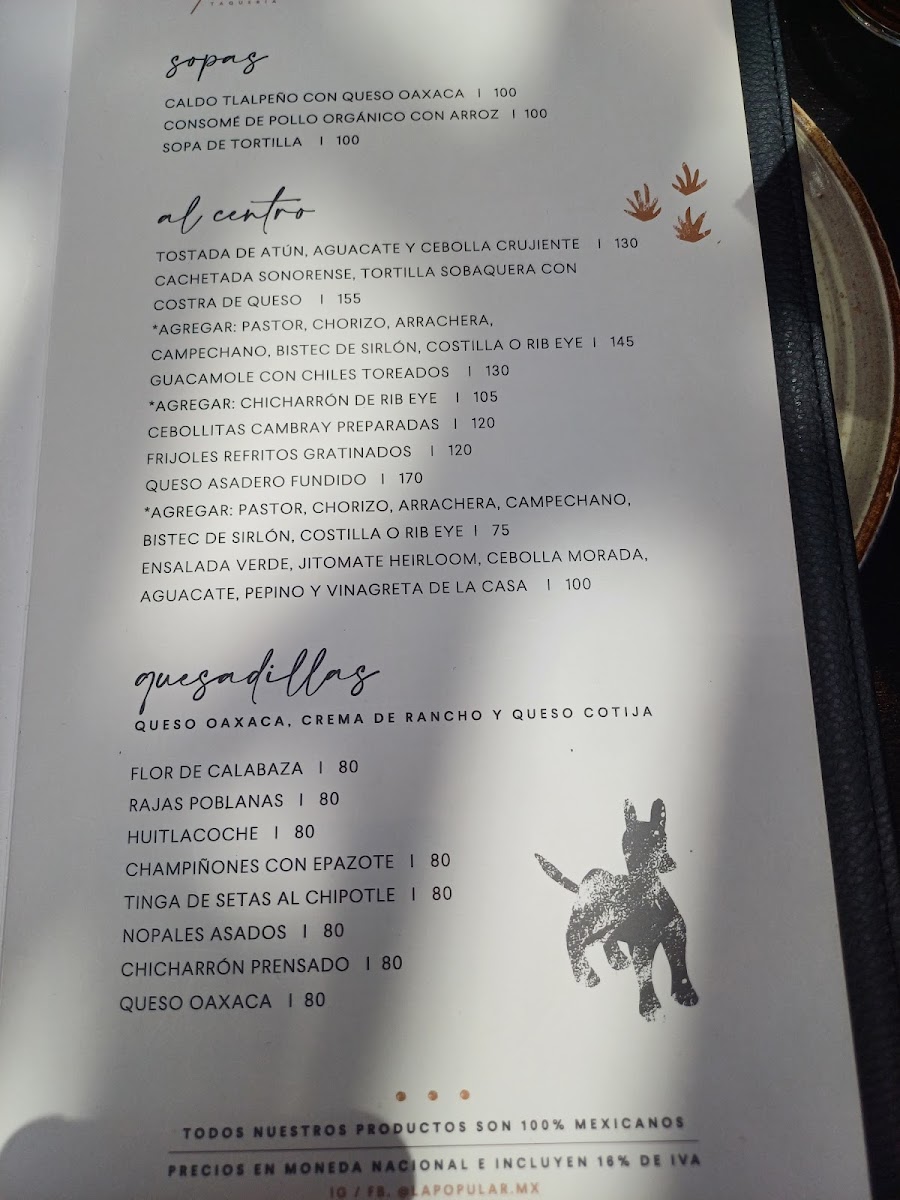 TAQUERÍA
sopas
CALDO TLALPEÑO CON QUESO OAXACA | 100
CONSOMÉ DE POLLO ORGÁNICO CON ARROZ | 100
SOPA DE TORTILLA | 100
al centro
TOSTADA DE ATÚN, AGUACATE Y CEBOLLA CRUJIENTE | 130
CACHETADA SONORENSE, TORTILLA SOBAQUERA CON
COSTRA DE QUESO | 155
*AGREGAR: PASTOR, CHORIZO, ARRACHERA,
CAMPECHANO, BISTEC DE SIRLÓN, COSTILLA O RIB EYE | 145
GUACAMOLE CON CHILES TOREADOS | 130
*AGREGAR: CHICHARRÓN DE RIB EYE | 105
CEBOLLITAS CAMBRAY PREPARADAS | 120
FRIJOLES REFRITOS GRATINADOS | 120
QUESO ASADERO FUNDIDO | 170
*AGREGAR: PASTOR, CHORIZO, ARRACHERA, CAMPECHANO,
BISTEC DE SIRLÓN, COSTILLA O RIB EYE | 75
ENSALADA VERDE, JITOMATE HEIRLOOM, CEBOLLA MORADA,
AGUACATE, PEPINO Y VINAGRETA DE LA CASA | 100
quesadillas
QUESO OAXACA, CREMA DE RANCHO Y QUESO COTIJA
FLOR DE CALABAZA | 80
RAJAS POBLANAS | 80
HUITLACOCHE | 80
CHAMPIÑONES CON EPAZOTE | 80
TINGA DE SETAS AL CHIPOTLE | 80
NOPALES ASADOS | 80
CHICHARRÓN PRENSADO | 80
QUESO OAXACA | 80
TODOS NUESTROS PRODUCTOS SON 100% MEXICANOS
PRECIOS EN MONEDA NACIONAL E INCLUYEN 16% DE IVA
IG / FB. @LAPOPULAR.MX